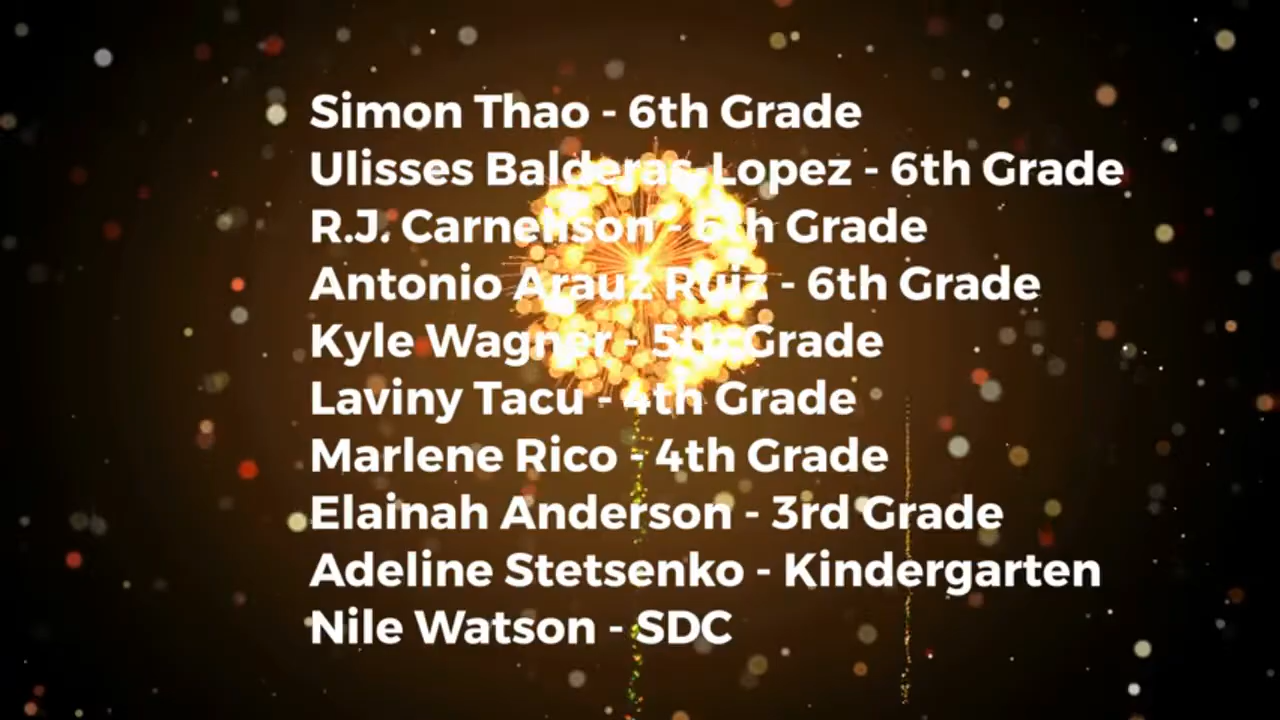 Simon Thao - 6th Grade
Ulisses Balderas-Lopez - 6th Grade
R.J. Carnelison - 6th Grade
Antonio Arauz Ruiz - 6th Grade
Kyle Wagner - 5th Grade
Laviny Tacu - 4th Grade
Marlene Rico - 4th Grade
Elainah Anderson - 3rd Grade
Adeline Stetsenko - Kindergarten
Nile Watson - SDC